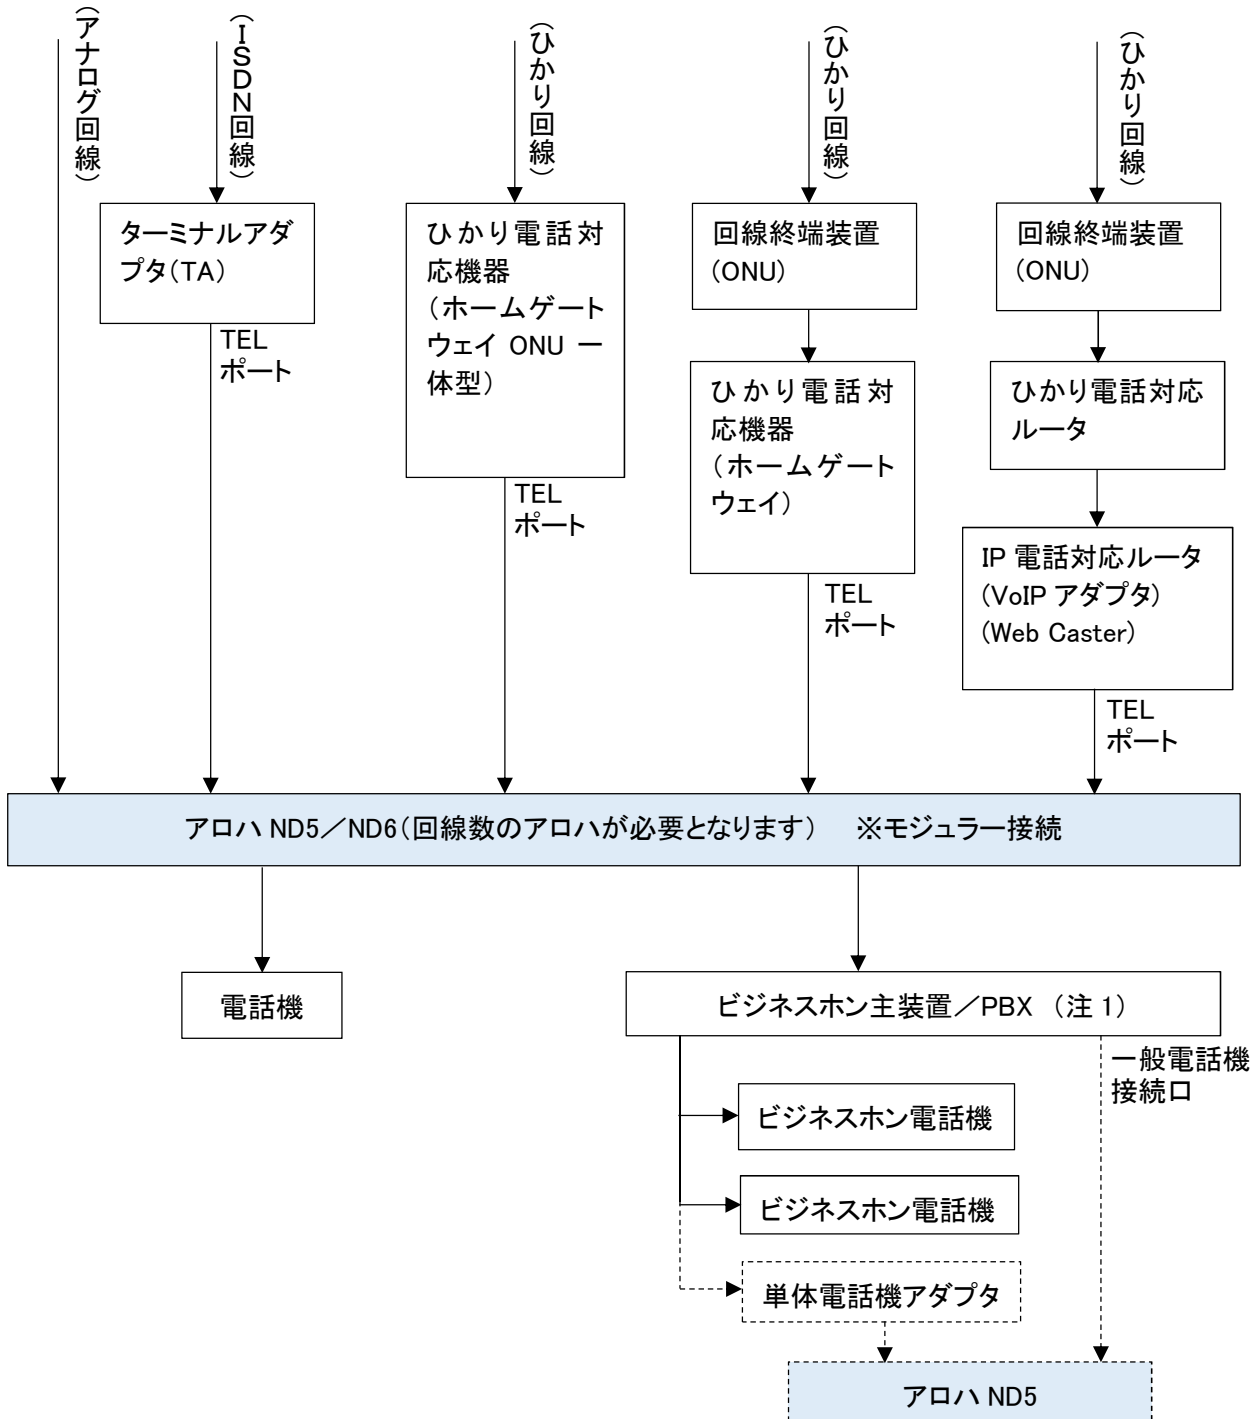 （アナログ回線）
（ＩＳＤＮ回線）
（ひかり回線）
（ひかり回線）
（ひかり回線）
ターミナルアダ
プタ（TA）
ひかり電話対
応機器
（ホームゲート
ウェイ ONU 一
体型）
回線終端装置
(ONU)
回線終端装置
(ONU)
TEL
ポート
ひかり電話対
応機器
（ホームゲート
ウェイ）
ひかり電話対応
ルータ
TEL
ポート
IP 電話対応ルータ
(VoIP アダプタ)
(Web Caster)
TEL
ポート
TEL
ポート
アロハ ND5／ND6（回線数のアロハが必要となります）　※モジュラー接続
電話機
ビジネスホン主装置／PBX （注 1）
一般電話機
接続口
ビジネスホン電話機
ビジネスホン電話機
単体電話機アダプタ
アロハ ND5